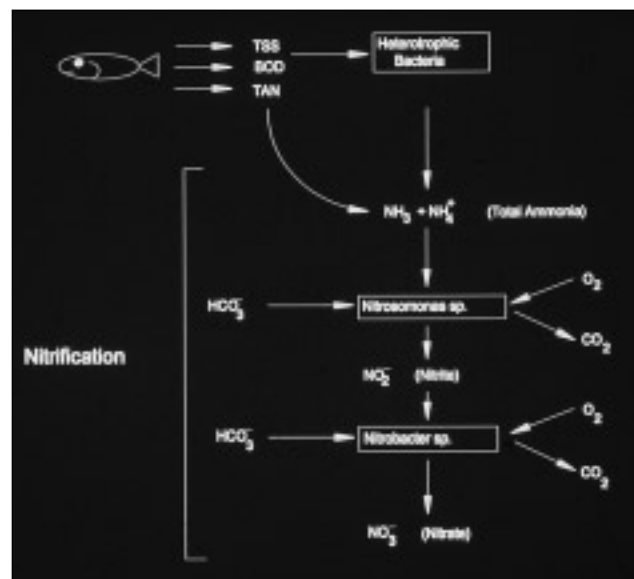 TSS
BOD
TAN
Heterotrophic
Bacteria
NH3 + NH4+ (Total Ammonia)
HCO3-
Nitrosomonas sp.
O2
CO2
Nitrification
NO2- (Nitrite)
HCO3-
Nitrobacter sp.
O2
CO2
NO3- (Nitrate)